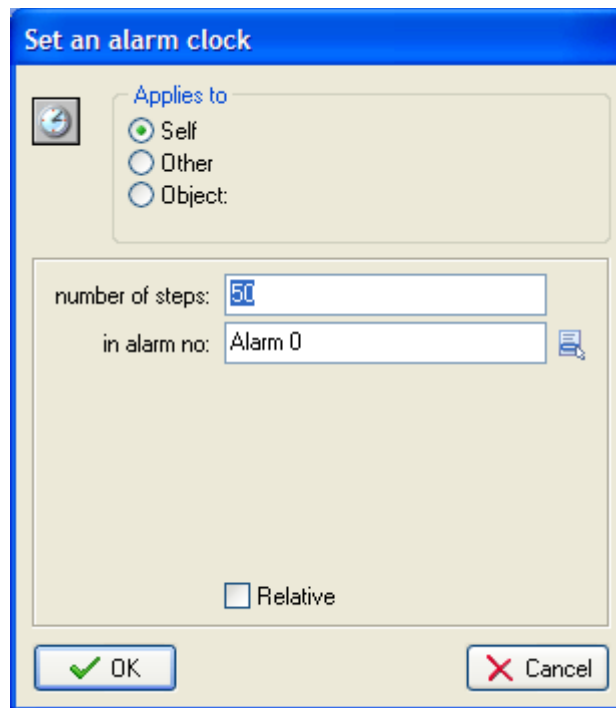 Set an alarm clock
Applies to
Self
Other
Object:
number of steps: 50
in alarm no: Alarm 0
Relative
OK Cancel